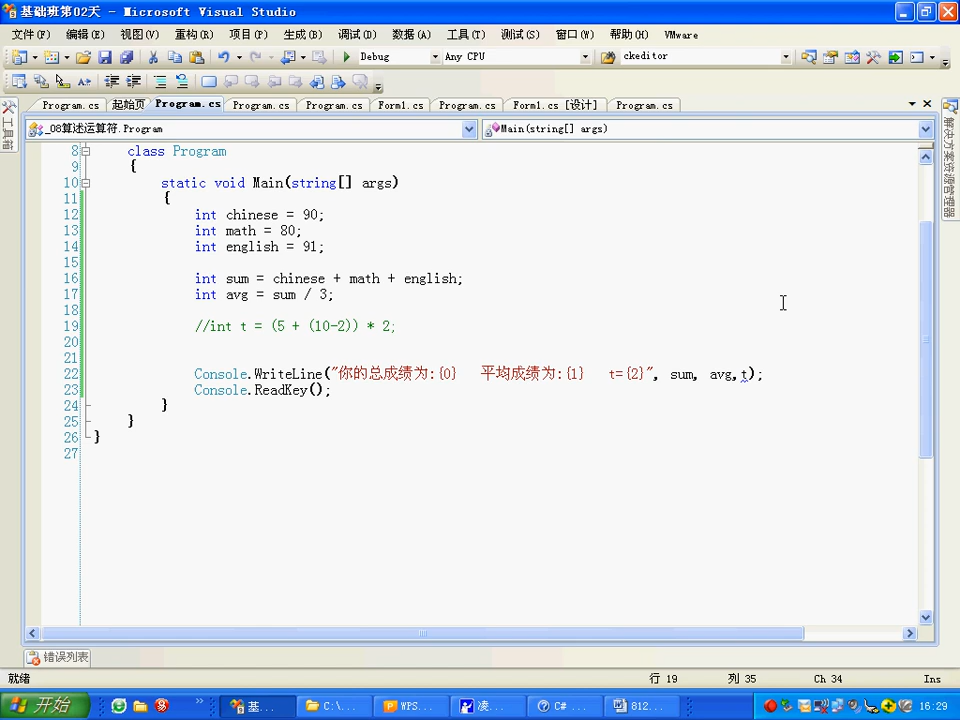 基础班第02天 - Microsoft Visual Studio
文件(F) 编辑(E) 视图(V) 重构(R) 项目(P) 生成(B) 调试(D) 数据(A) 工具(T) 测试(S) 窗口(W) 帮助(H) VMware
Debug Any CPU ckeditor
Program.cs 起始页 Program.cs Program.cs Program.cs Form1.cs Program.cs Form1.cs [设计] Program.cs
_08算述运算符.Program Main(string[] args)
8 class Program
9 {
10 static void Main(string[] args)
11 {
12 int chinese = 90;
13 int math = 80;
14 int english = 91;
15
16 int sum = chinese + math + english;
17 int avg = sum / 3;
18
19 //int t = (5 + (10-2)) * 2;
20
21
22 Console.WriteLine("你的总成绩为:{0} 平均成绩为:{1} t={2}", sum, avg,t);
23 Console.ReadKey();
24 }
25 }
26 }
27
工具箱
解决方案资源管理器
错误列表
就绪 行 19 列 35 Ch 34 Ins
开始 基... C:\... WPS... 凌... C# ... 812... 16:29